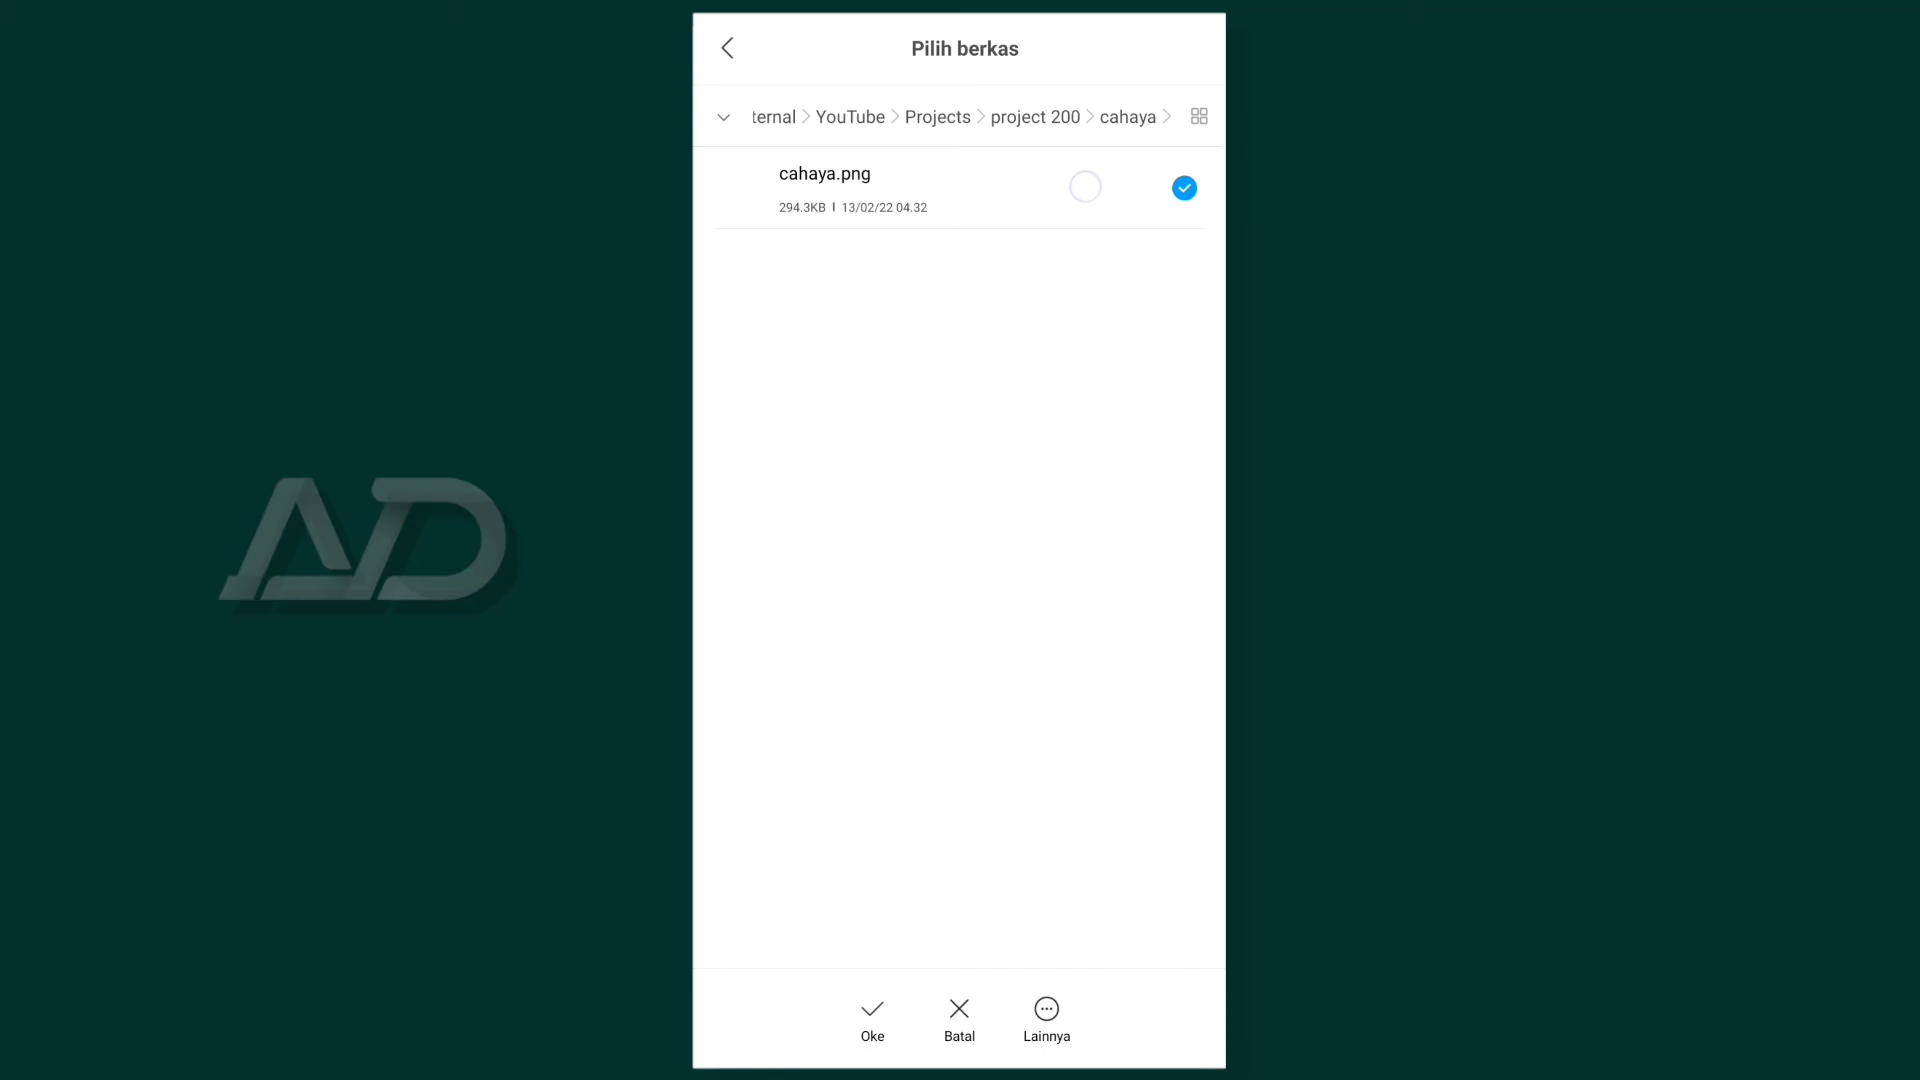 Pilih berkas
ternal > YouTube > Projects > project 200 > cahaya >
cahaya.png
294.3KB | 13/02/22 04.32
AD
Oke Batal Lainnya